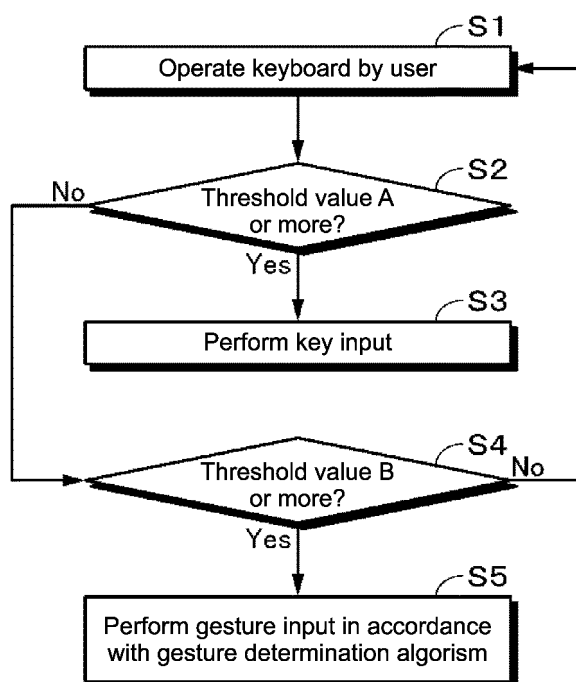 S1
Operate keyboard by user
S2
No
Threshold value A
or more?
Yes
S3
Perform key input
S4
Threshold value B
or more?
No
Yes
S5
Perform gesture input in accordance
with gesture determination algorism